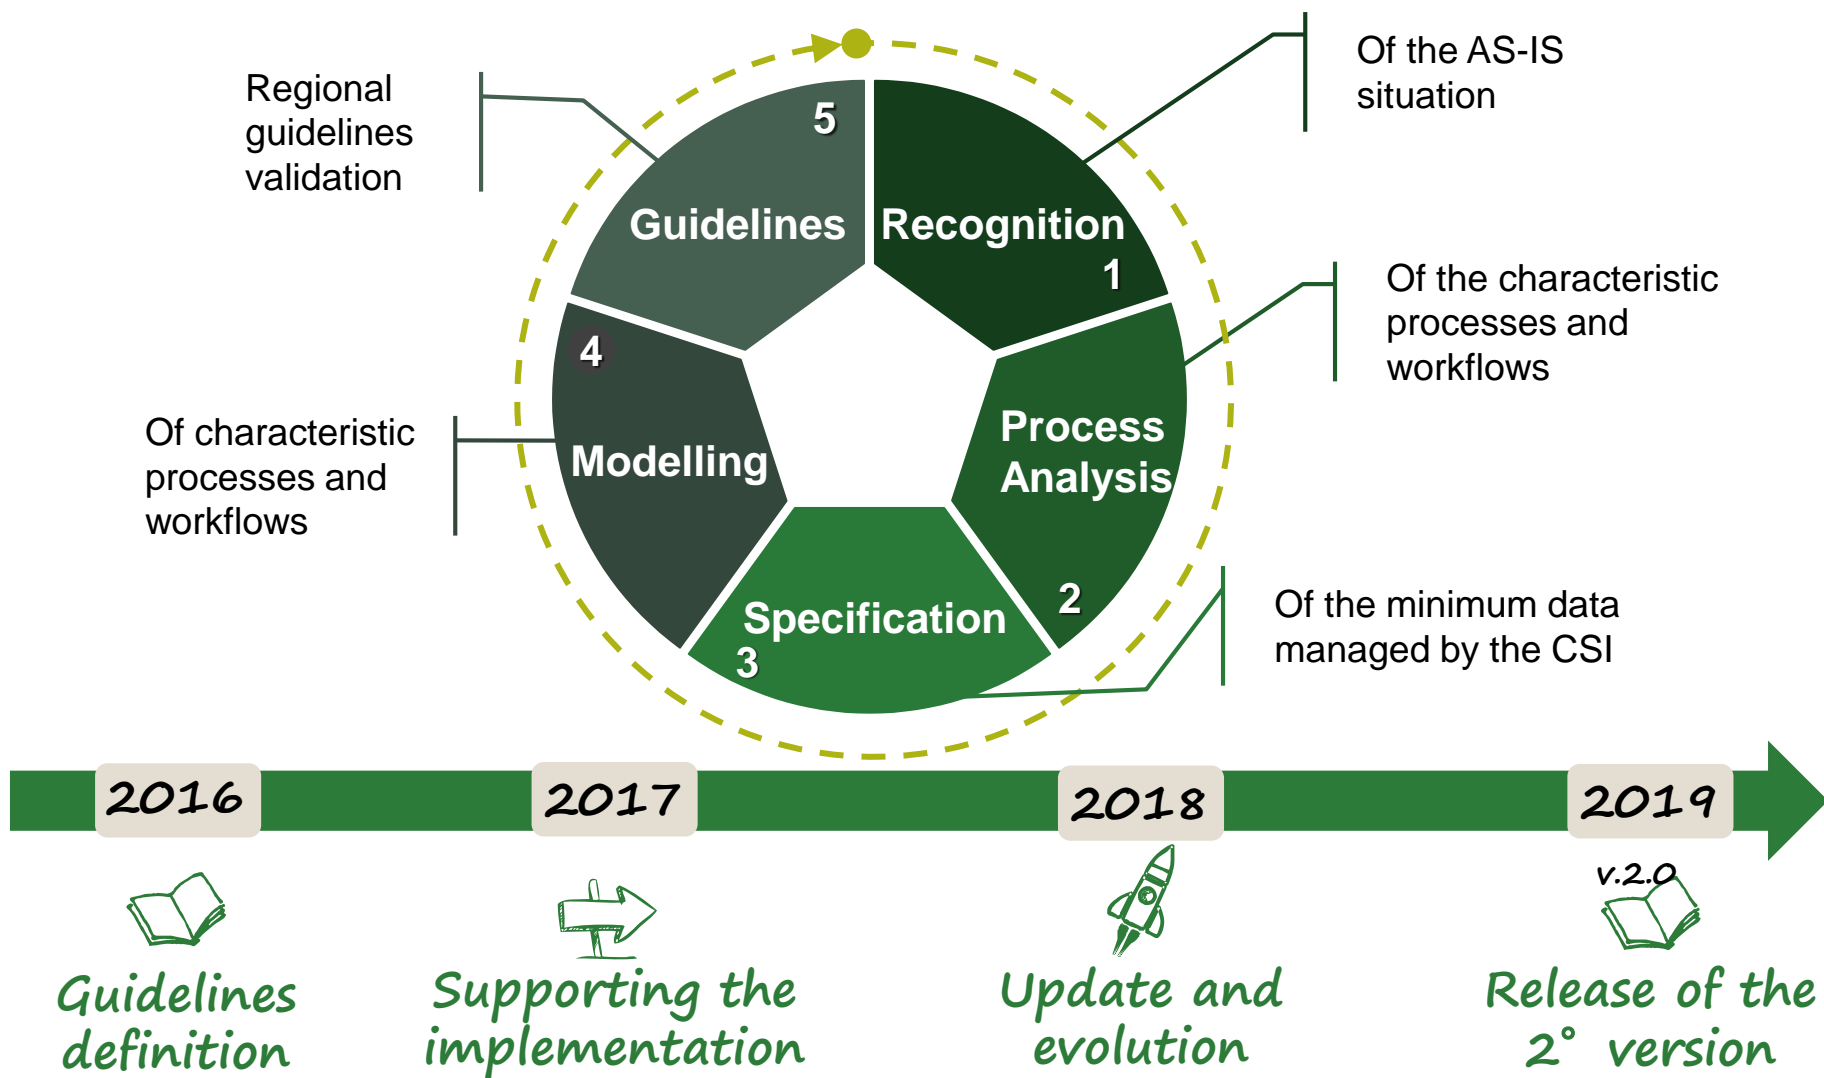 Of the AS-IS
situation
Regional
guidelines
validation
5
Guidelines
Recognition
1
Of the characteristic
processes and
workflows
4
Process
Analysis
Of characteristic
processes and
workflows
Modelling
2
Specification
3
Of the minimum data
managed by the CSI
2016
2017
2018
2019
v.2.0
Guidelines
definition
Supporting the
implementation
Update and
evolution
Release of the
2° version